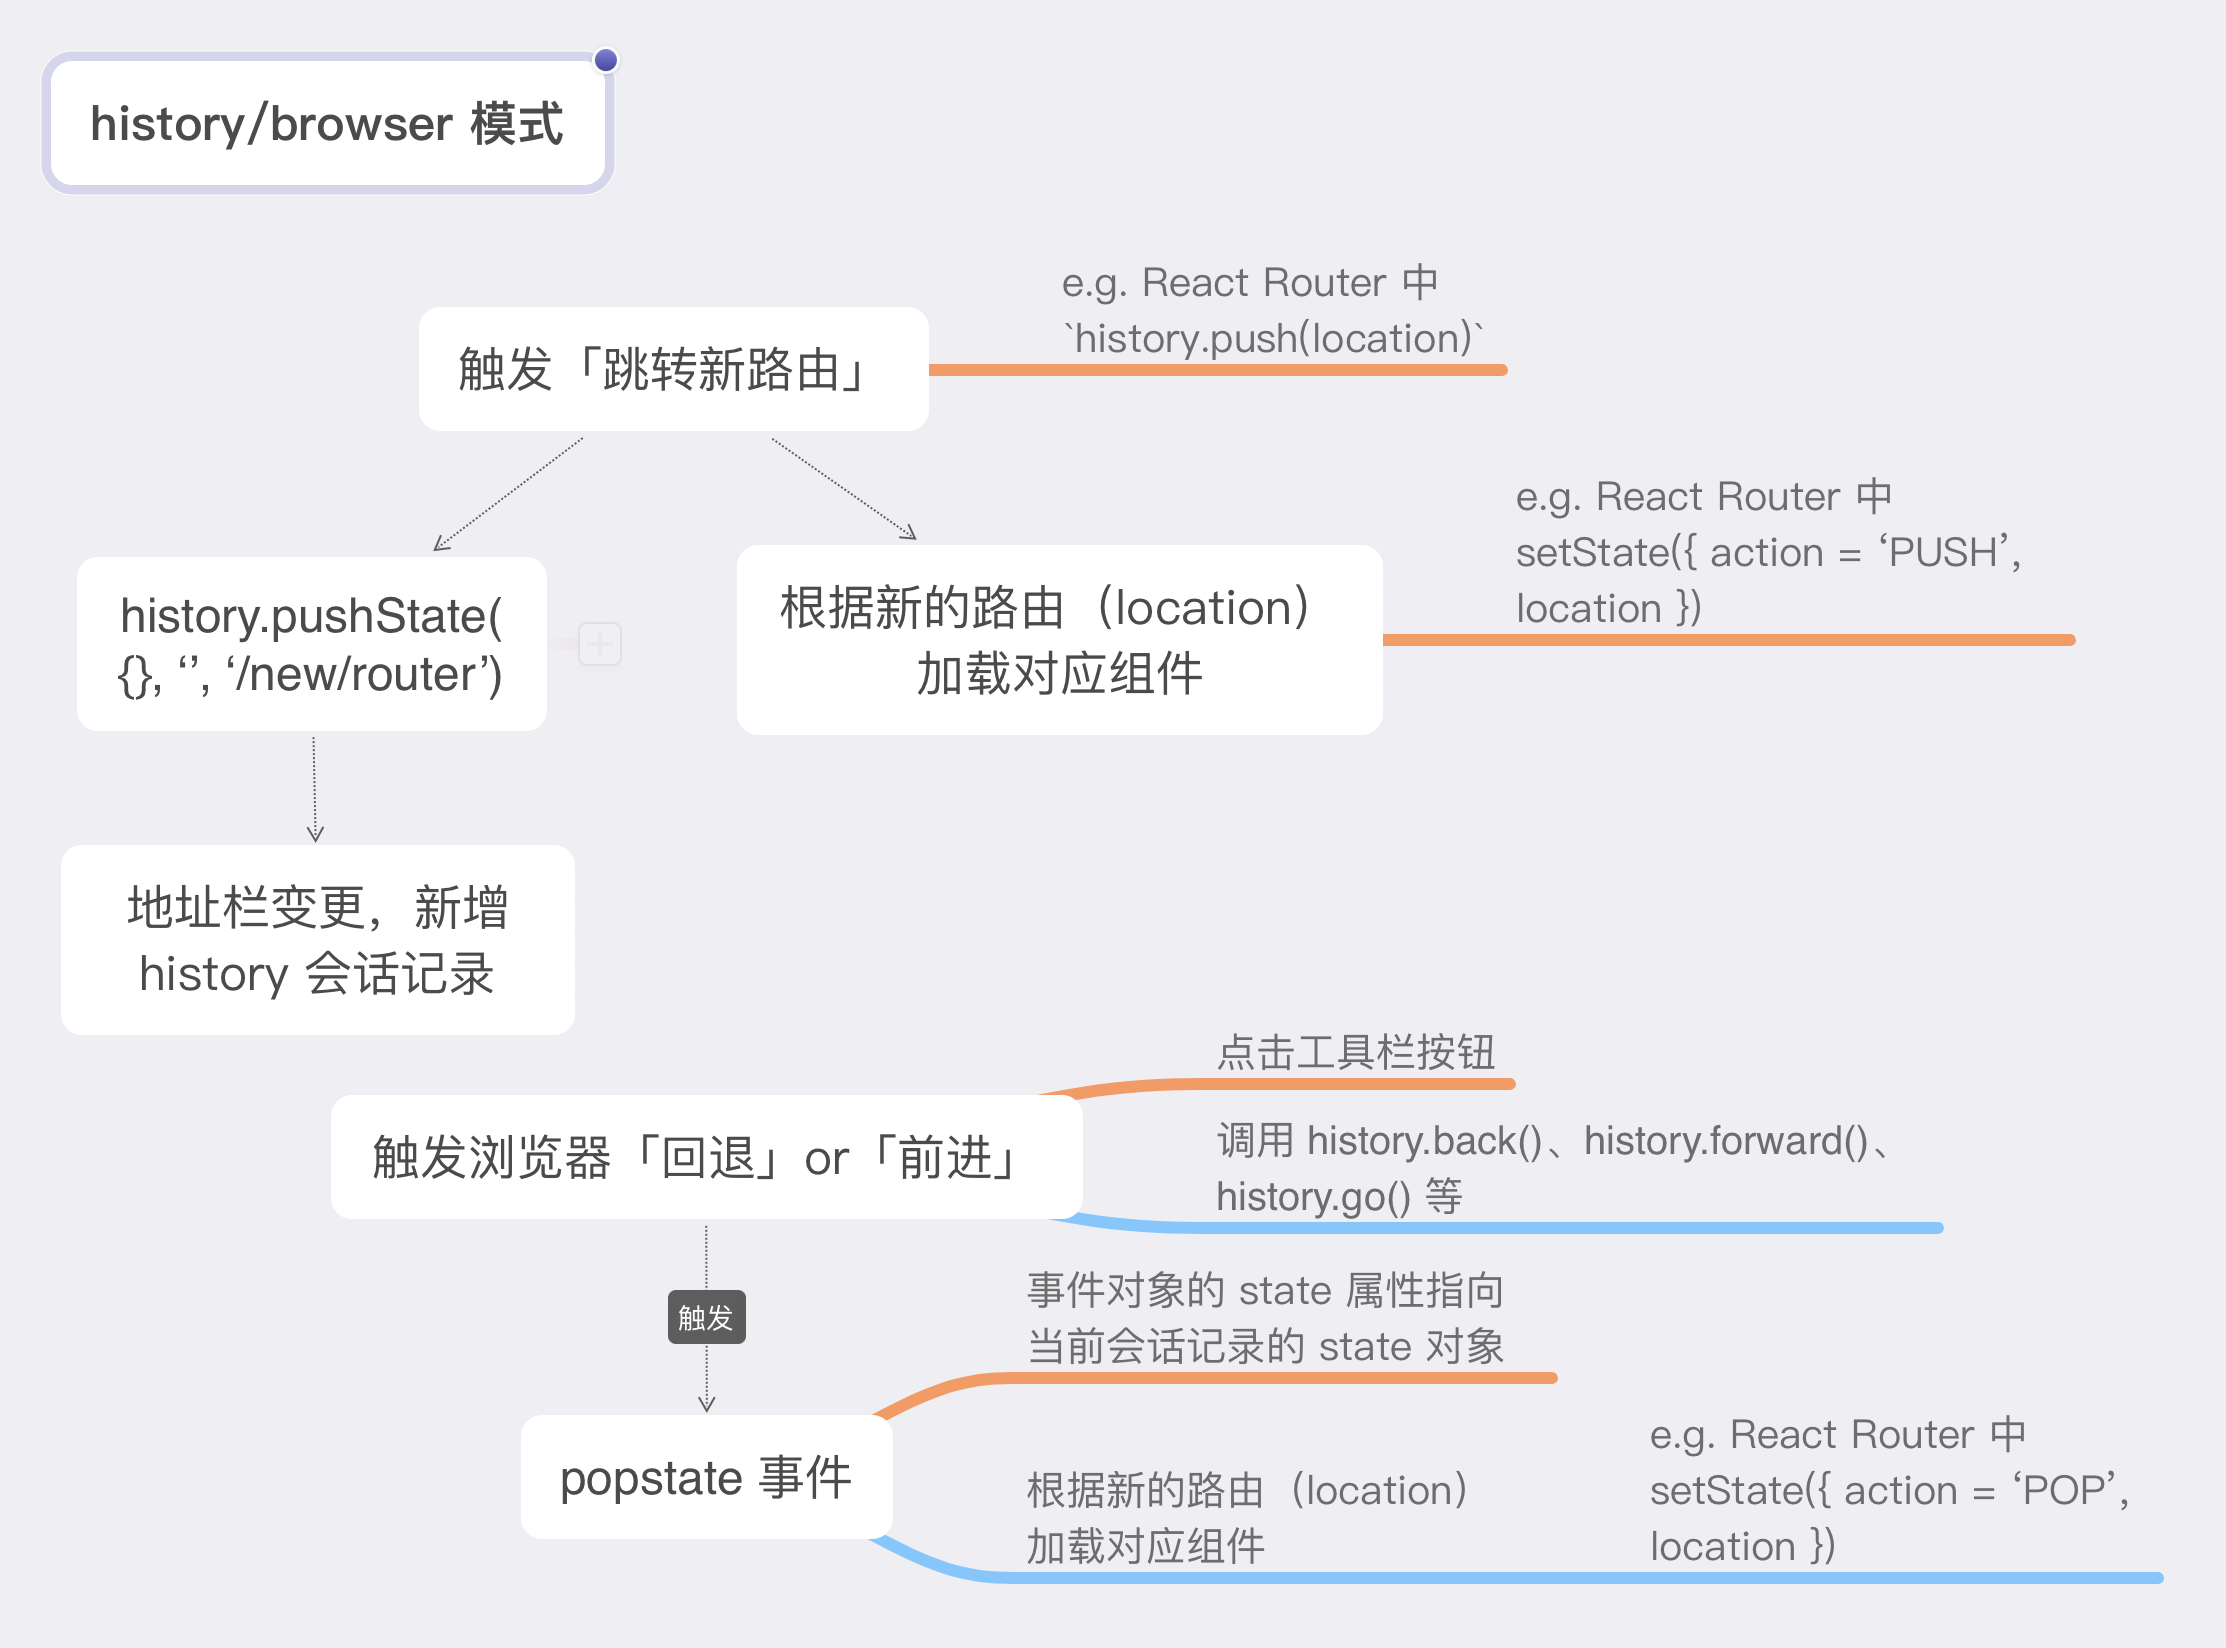 history/browser 模式
e.g. React Router 中
`history.push(location)`
触发「跳转新路由」
e.g. React Router 中
setState({ action = ‘PUSH’,
location })
history.pushState(
{}, ‘’, ‘/new/router’)
根据新的路由（location）
加载对应组件
地址栏变更，新增
history 会话记录
点击工具栏按钮
触发浏览器「回退」or「前进」
调用 history.back()、history.forward()、
history.go() 等
触发
事件对象的 state 属性指向
当前会话记录的 state 对象
popstate 事件
根据新的路由（location）
加载对应组件
e.g. React Router 中
setState({ action = ‘POP’,
location })